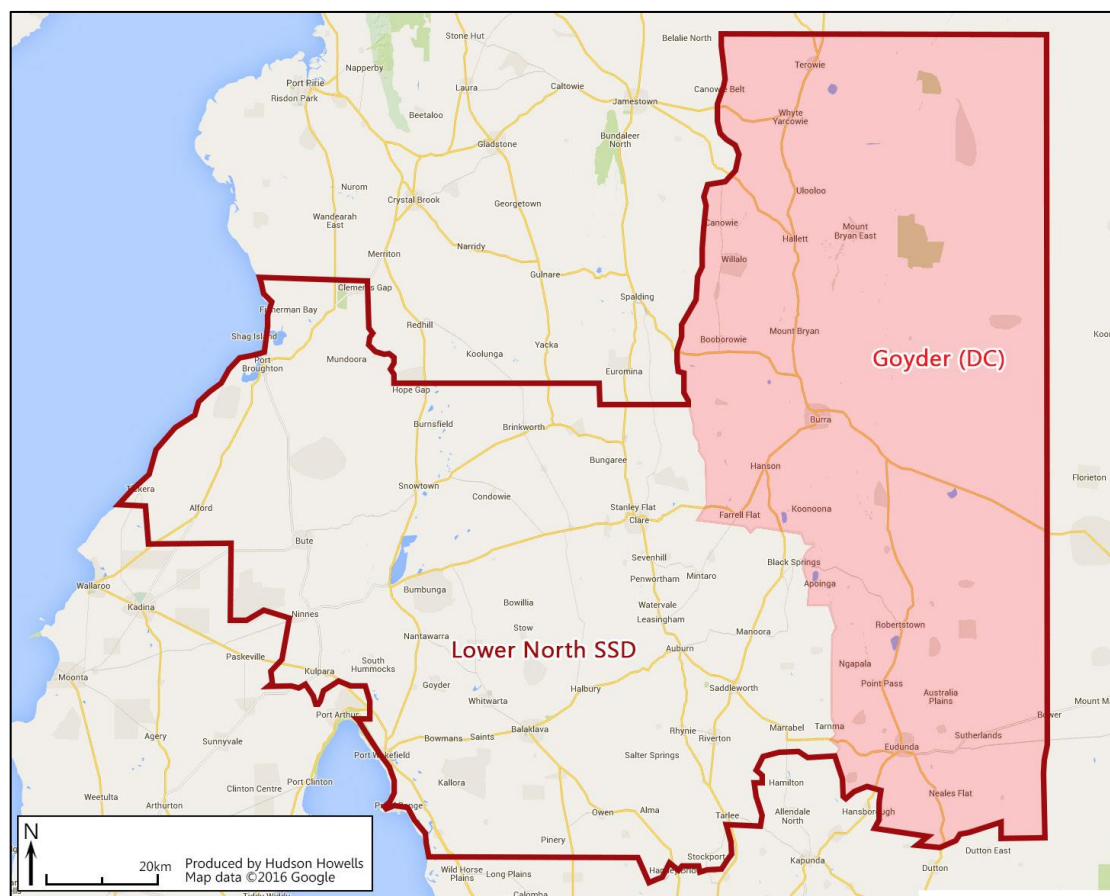 Belalie North
Stone Hut
Terowie
Napperby
Port Pirie
Laura
Caltowie
Canowie Belt
Risdon Park
Jamestown
Beetaloo
Whyte
Yarcowie
Bundaleer
North
Gladstone
Nurom
Ulooloo
Crystal Brook
Georgetown
Wandearah
East
Canowie
Mount
Bryan East
Hallett
Narridy
Merriton
Willalo
Gulnare
Clements Gap
Spalding
Fisherman Bay
Redhill
Mount Bryan
Shag Island
Yacka
Booborowie
Koolunga
Port
Broughton
Mundoora
Goyder (DC)
Euromina
Hope Gap
Burra
Burnsfield
Brinkworth
Bungaree
Hanson
Florieton
Snowtown
Tickera
Condowie
Alford
Stanley Flat
Farrell Flat
Koonoona
Clare
Bute
Sevenhill
Black Springs
Wallaroo
Penwortham
Mintaro
Apoinga
Kadina
Bumbunga
Bowillia
Watervale
Ninnes
Leasingham
Stow
Robertstown
Nantawarra
Manoora
Lower North SSD
Auburn
Paskeville
South
Hummocks
Ngapala
Moonta
Kulpara
Goyder
Halbury
Point Pass
Saddleworth
Australia
Plains
Whitwarta
Port Arthur
Bower
Marrabel
Tarnma
Balaklava
Rhynie
Agery
Sunnyvale
Bowmans
Saints
Riverton
Sutherlands
Eudunda
Port Wakefield
Salter Springs
Port Clinton
Kallora
Hamilton
Clinton Centre
Neales Flat
Weetulta
Arthurton
Owen
Alma
Tarlee
Allendale
North
Hansborough
Pinery
Dutton East
N
Stockport
Dutton
20km
Produced by Hudson Howells
Map data ©2016 Google
Kapunda
Wild Horse
Plains
Long Plains